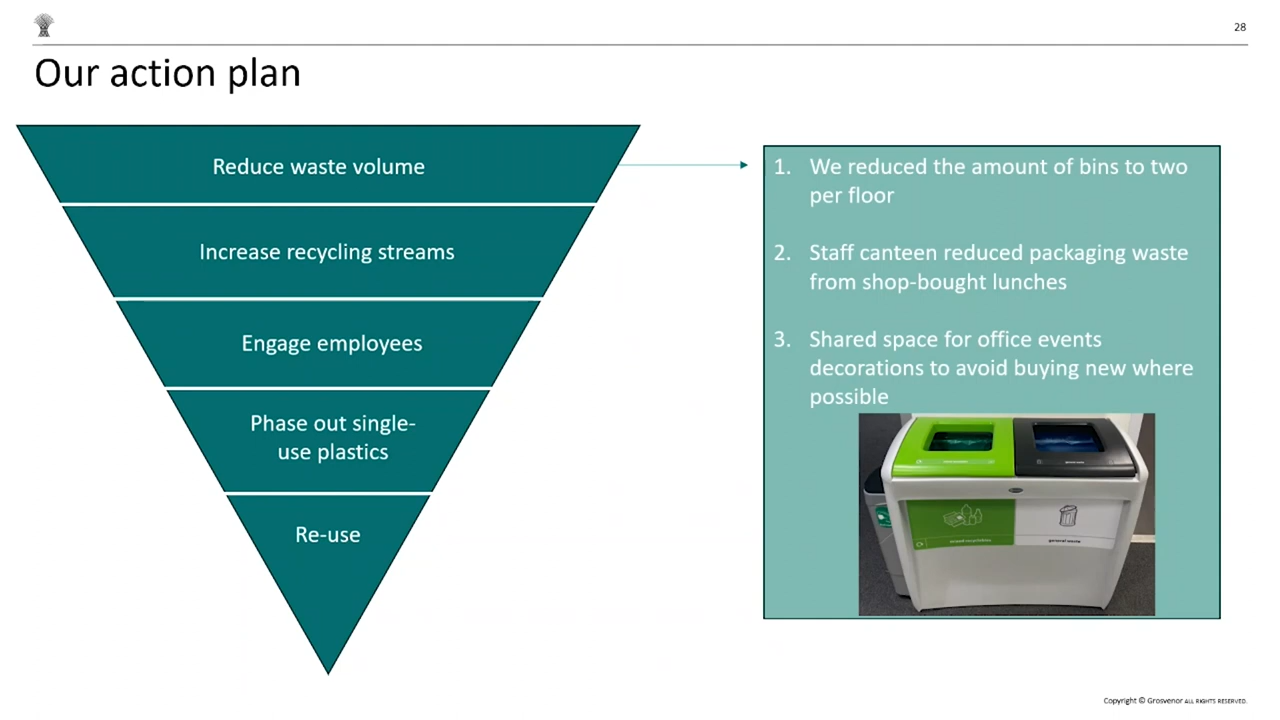 28
Our action plan
Reduce waste volume
Increase recycling streams
Engage employees
Phase out single-
use plastics
Re-use
1. We reduced the amount of bins to two
per floor
2. Staff canteen reduced packaging waste
from shop-bought lunches
3. Shared space for office events
decorations to avoid buying new where
possible
mixed recyclables
general waste
Copyright © Grosvenor ALL RIGHTS RESERVED.